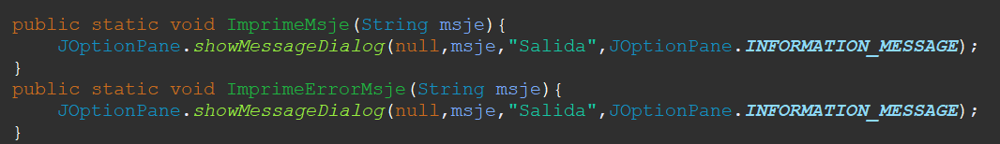 public static void ImprimeMsje(String msje){
JOptionPane.showMessageDialog(null,msje,"Salida",JOptionPane.INFORMATION_MESSAGE);
}
public static void ImprimeErrorMsje(String msje){
JOptionPane.showMessageDialog(null,msje,"Salida",JOptionPane.INFORMATION_MESSAGE);
}